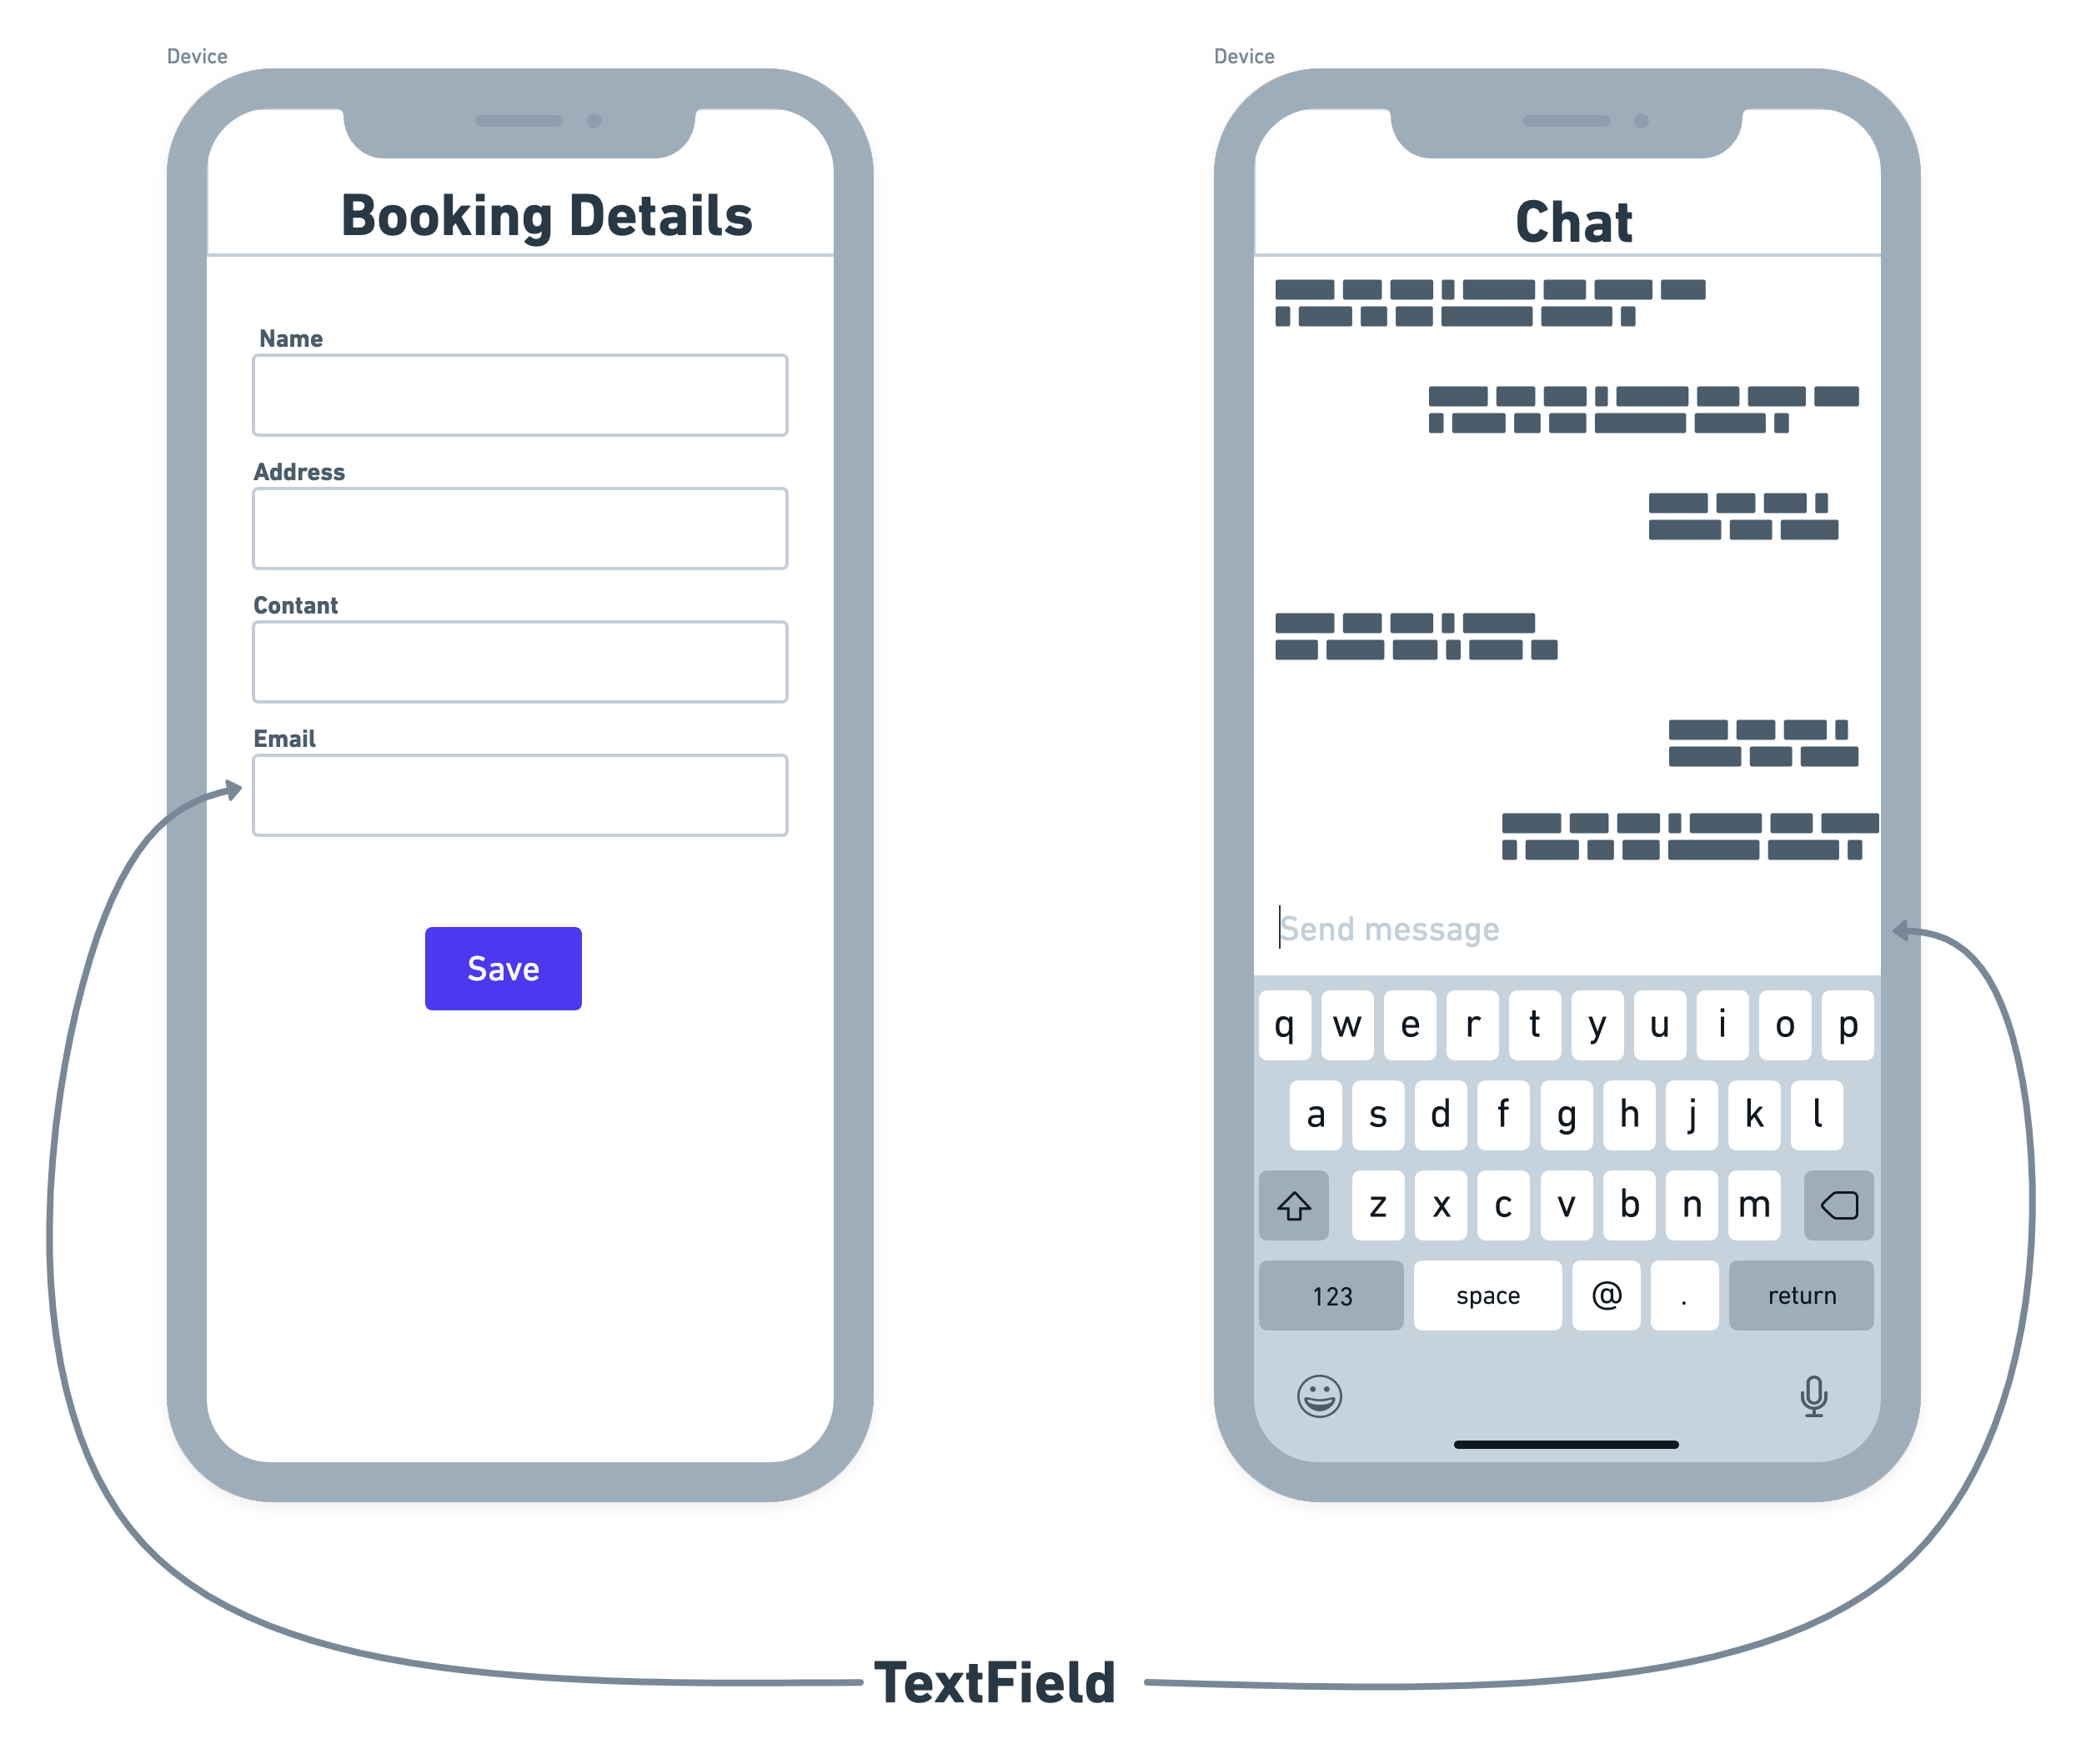 Device
Booking Details
Name
Address
Contant
Email
Save
Device
Chat
Send message
q w e r t y u i o p
a s d f g h j k l
z x c v b n m
123 space @ . return
TextField